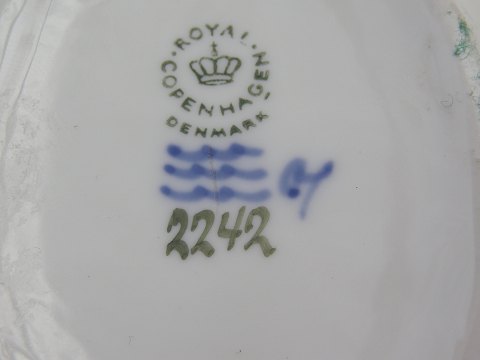 ROYAL
COPENHAGEN
DENMARK
2242